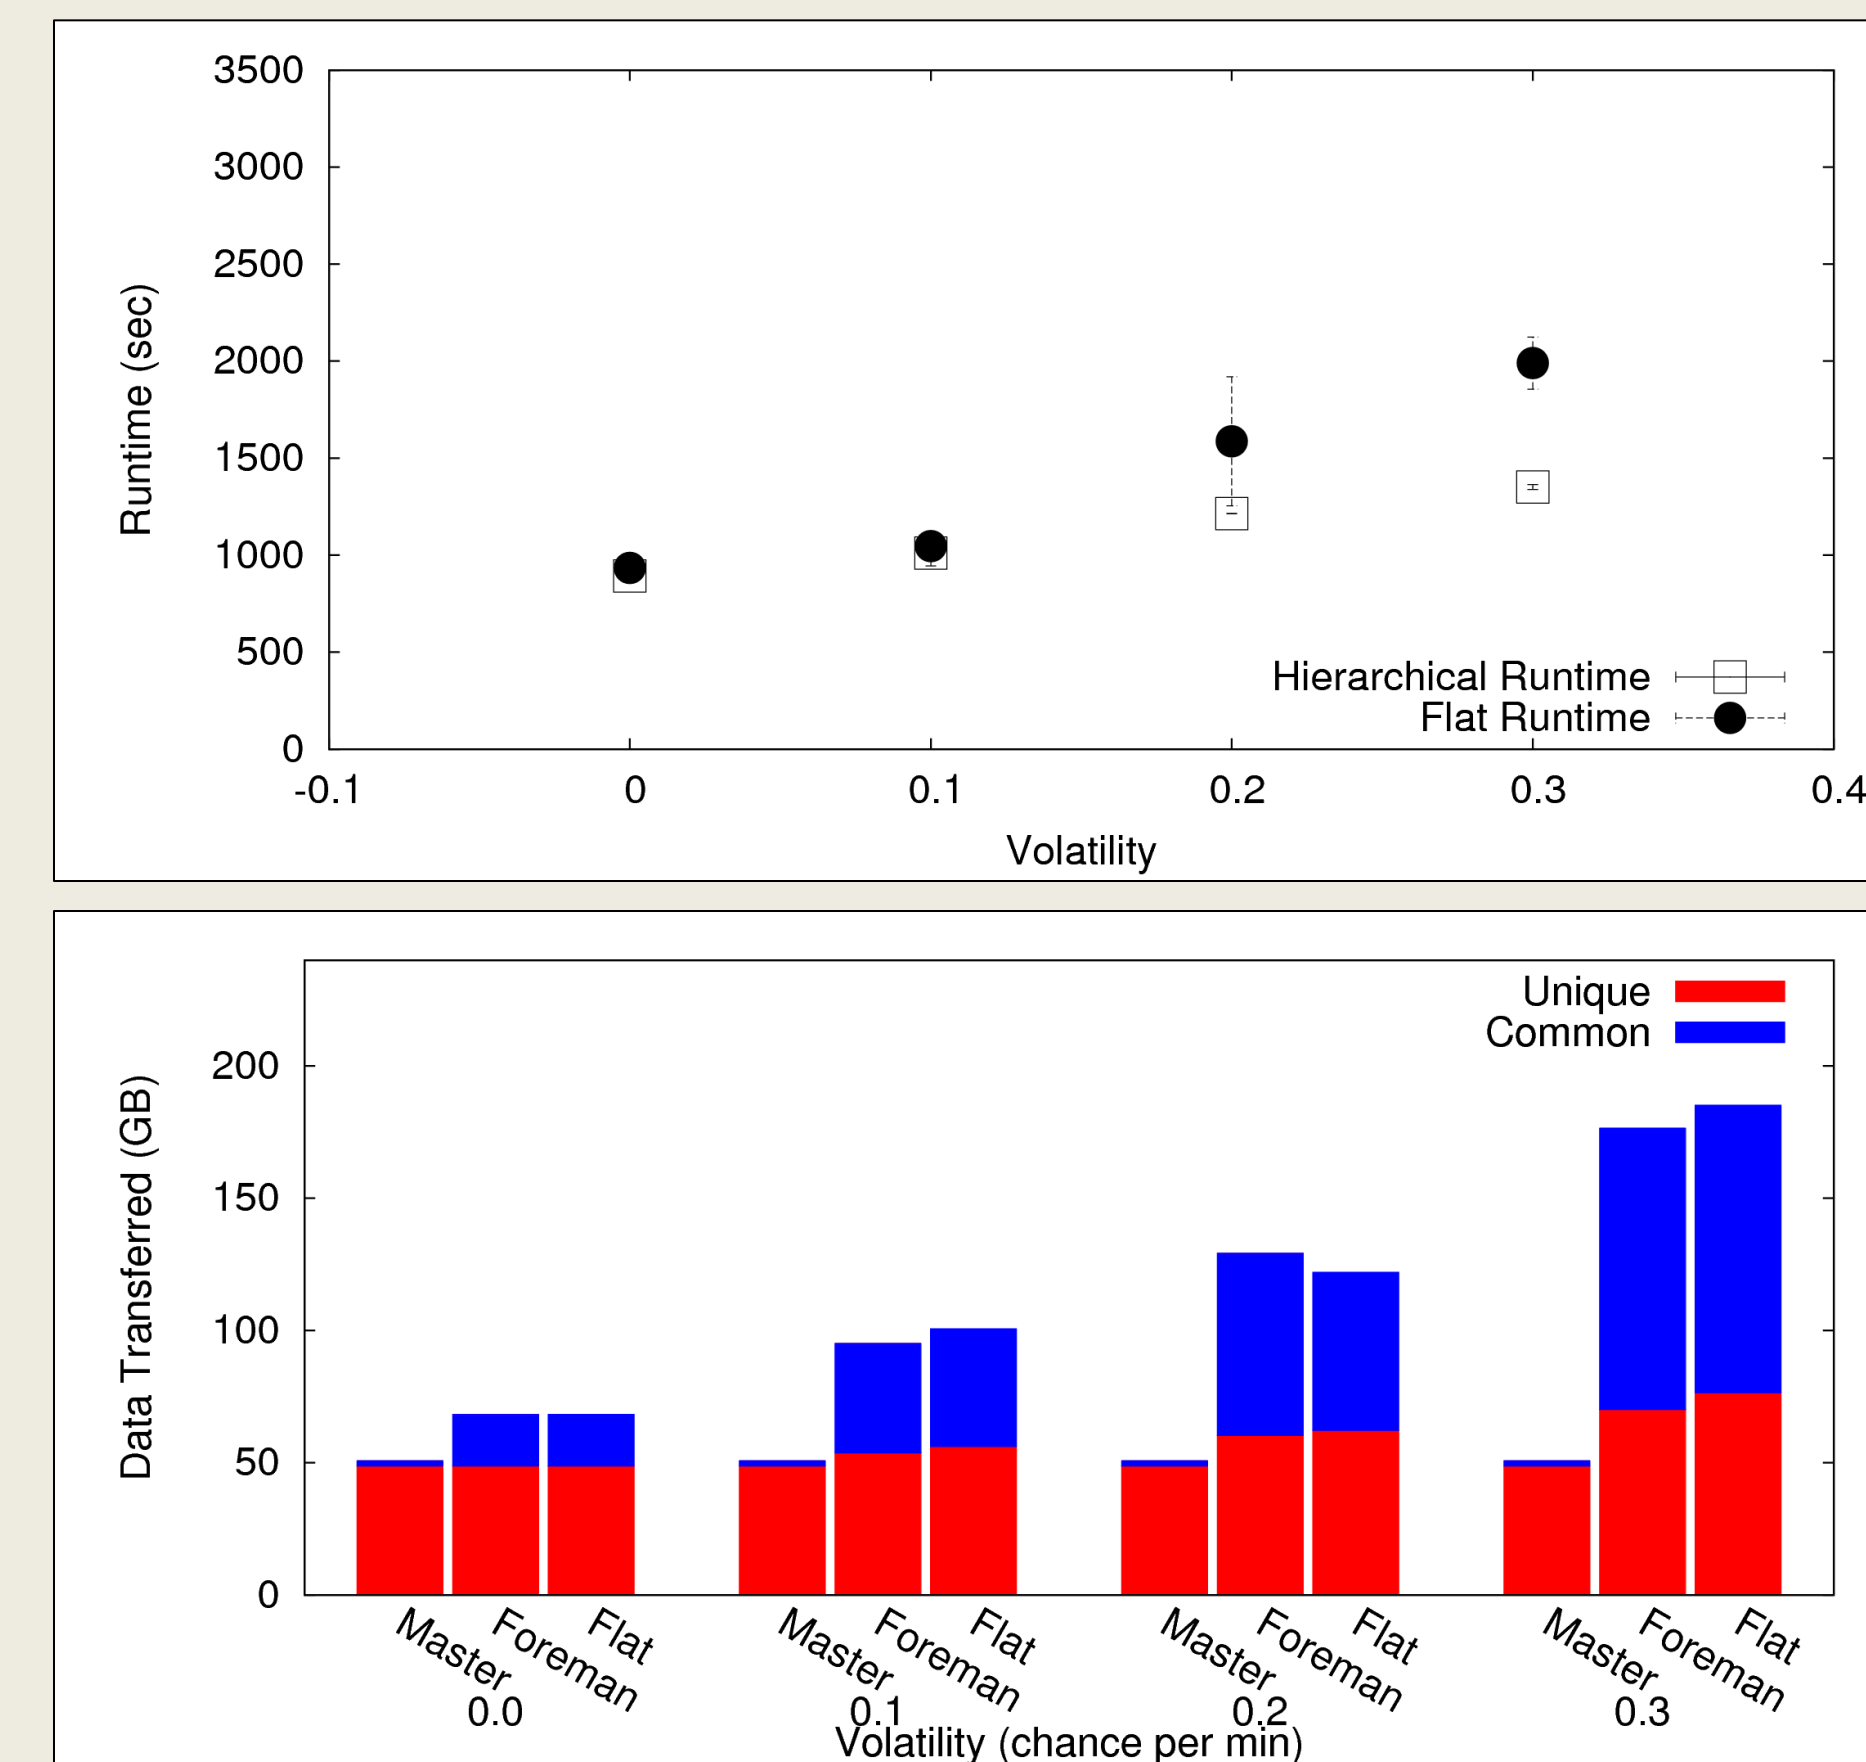 3500
3000
2500
2000
1500
1000
500
0
Runtime (sec)
Hierarchical Runtime
Flat Runtime
-0.1 0 0.1 0.2 0.3 0.4
Volatility
Unique
Common
200
150
100
50
0
Data Transferred (GB)
Master Foreman Flat Master Foreman Flat Master Foreman Flat Master Foreman Flat
0.0 0.1 0.2 0.3
Volatility (chance per min)